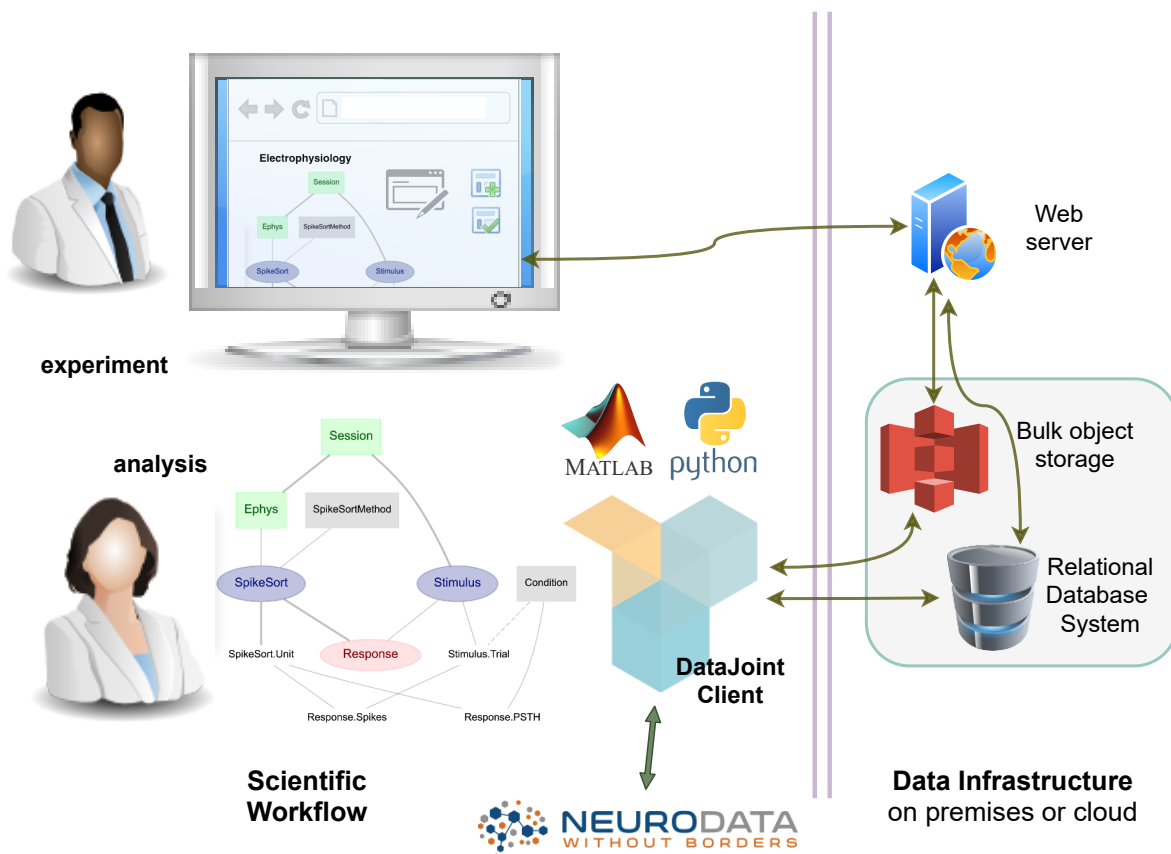 Electrophysiology
Session
Ephys
SpikeSortMethod
SpikeSort
Stimulus
Web
server
experiment
analysis
MATLAB
python
Session
Ephys
SpikeSortMethod
SpikeSort
Stimulus
Condition
SpikeSort.Unit
Response
Stimulus.Trial
Response.Spikes
Response.PSTH
DataJoint
Client
Bulk object
storage
Relational
Database
System
Scientific
Workflow
Data Infrastructure
on premises or cloud
NEURODATA
WITHOUT BORDERS